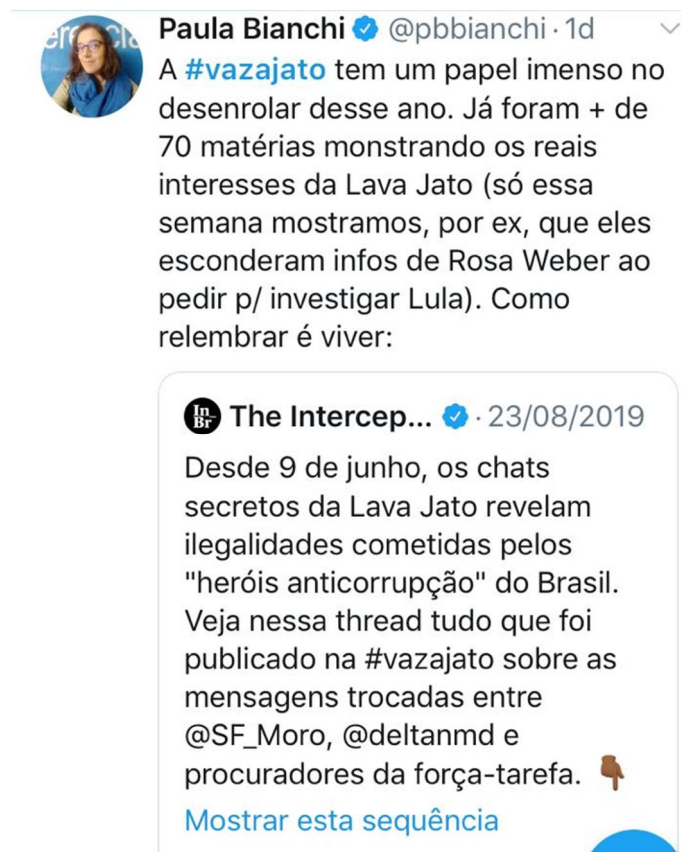 Paula Bianchi @pbbianchi · 1d
A #vazajato tem um papel imenso no
desenrolar desse ano. Já foram + de
70 matérias monstrando os reais
interesses da Lava Jato (só essa
semana mostramos, por ex, que eles
esconderam infos de Rosa Weber ao
pedir p/ investigar Lula). Como
relembrar é viver:
In_
Br
The Intercep... · 23/08/2019
Desde 9 de junho, os chats
secretos da Lava Jato revelam
ilegalidades cometidas pelos
"heróis anticorrupção" do Brasil.
Veja nessa thread tudo que foi
publicado na #vazajato sobre as
mensagens trocadas entre
@SF_Moro, @deltanmd e
procuradores da força-tarefa. 👇🏾
Mostrar esta sequência